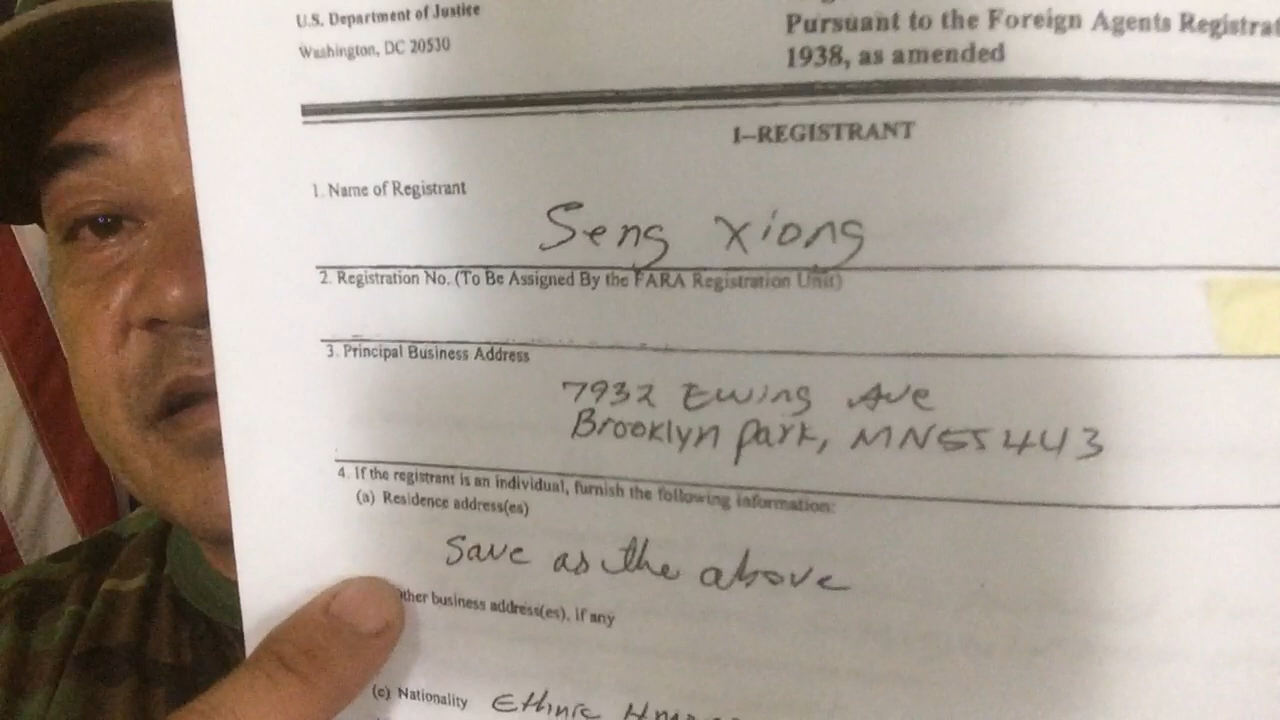 U.S. Department of Justice
Washington, DC 20530
Pursuant to the Foreign Agents Registrat
1938, as amended
I–REGISTRANT
1. Name of Registrant
Seng Xiong
2. Registration No. (To Be Assigned By the FARA Registration Unit)
3. Principal Business Address
7932 Ewing Ave
Brooklyn park, MN 55443
4. If the registrant is an individual, furnish the following information:
(a) Residence address(es)
Save as the above
ther business address(es), if any
(c) Nationality Ethnic